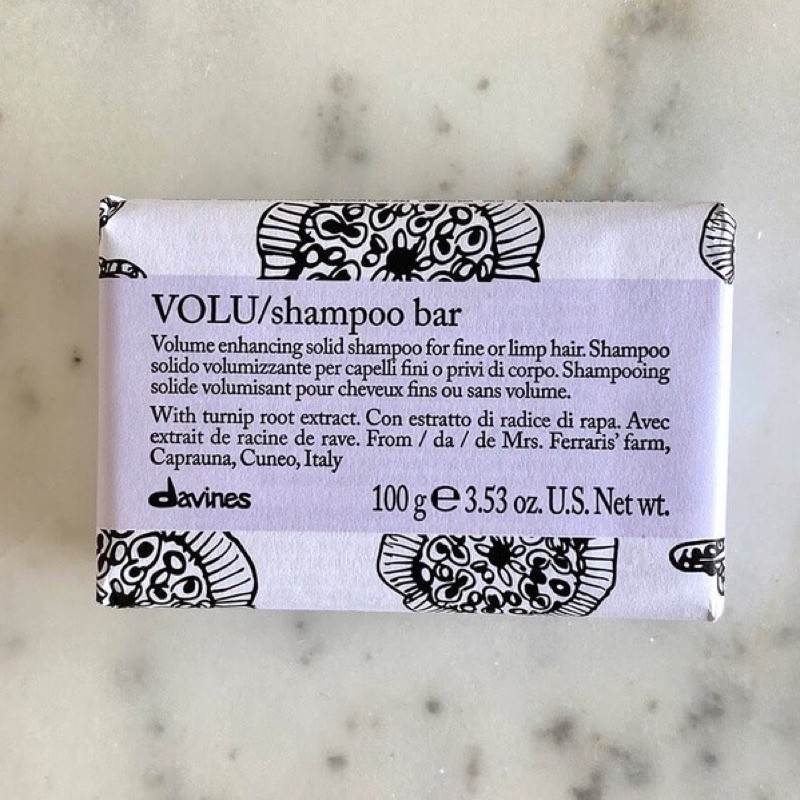 VOLU/shampoo bar
Volume enhancing solid shampoo for fine or limp hair. Shampoo
solido volumizzante per capelli fini o privi di corpo. Shampooing
solide volumisant pour cheveux fins ou sans volume.
With turnip root extract. Con estratto di radice di rapa. Avec
extrait de racine de rave. From / da / de Mrs. Ferraris' farm,
Caprauna, Cuneo, Italy
davines 100 g ℮ 3.53 oz. U.S. Net wt.